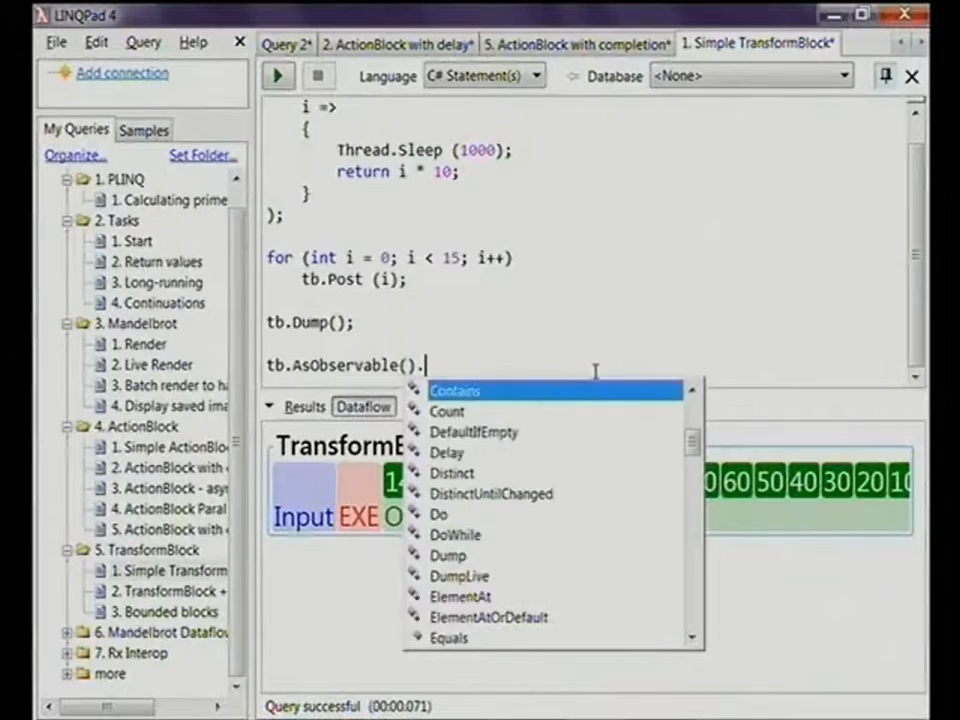 LINQPad 4
File Edit Query Help
Query 2* 2. ActionBlock with delay* 5. ActionBlock with completion* 1. Simple TransformBlock*
Add connection
Language C# Statement(s) Database <None>
My Queries Samples
Organize... Set Folder...
1. PLINQ
1. Calculating prime
2. Tasks
1. Start
2. Return values
3. Long-running
4. Continuations
3. Mandelbrot
1. Render
2. Live Render
3. Batch render to ha
4. Display saved ima
4. ActionBlock
1. Simple ActionBlo
2. ActionBlock with
3. ActionBlock - asy
4. ActionBlock Paral
5. ActionBlock with
5. TransformBlock
1. Simple Transform
2. TransformBlock +
3. Bounded blocks
6. Mandelbrot Dataflow
7. Rx Interop
more
i =>
{
Thread.Sleep (1000);
return i * 10;
}
);
for (int i = 0; i < 15; i++)
tb.Post (i);
tb.Dump();
tb.AsObservable().
Contains
Count
DefaultIfEmpty
Delay
Distinct
DistinctUntilChanged
Do
DoWhile
Dump
DumpLive
ElementAt
ElementAtOrDefault
Equals
Results Dataflow
TransformB
14 0 60 50 40 30 20 10
Input EXE O
Query successful (00:00.071)